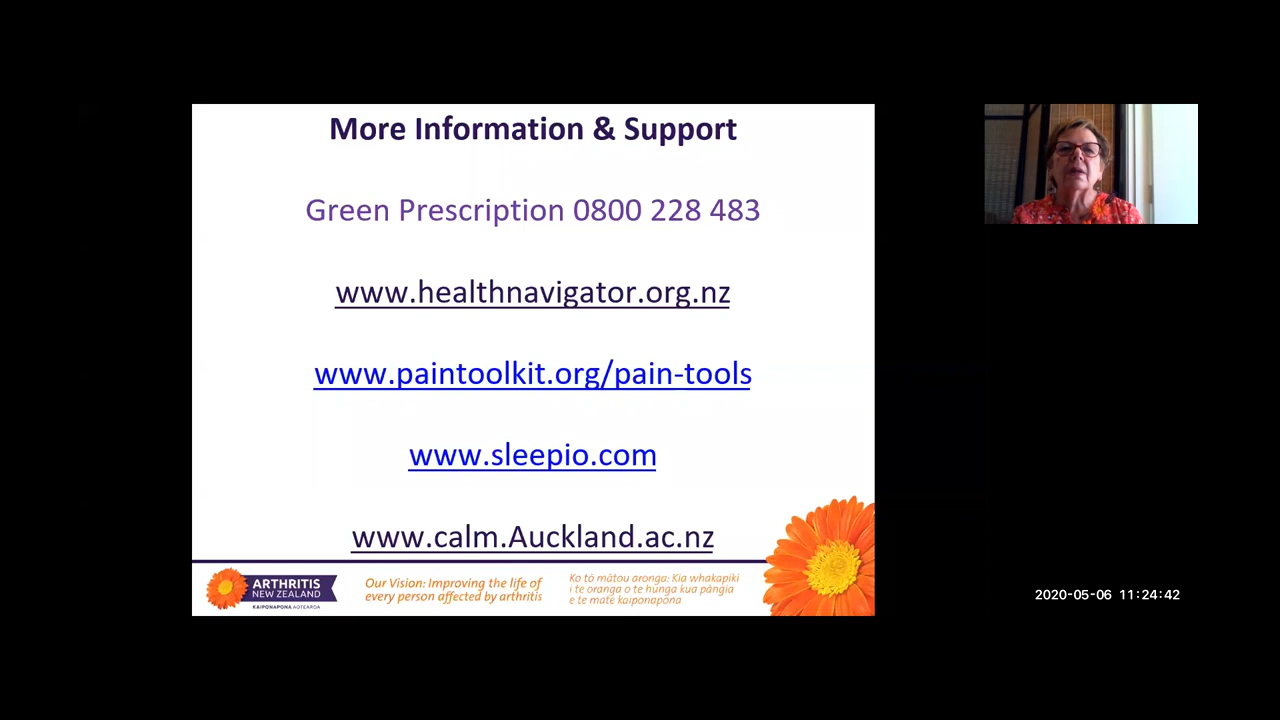 More Information & Support
Green Prescription 0800 228 483
www.healthnavigator.org.nz
www.paintoolkit.org/pain-tools
www.sleepio.com
www.calm.Auckland.ac.nz
ARTHRITIS
NEW ZEALAND
KAIPONAPONA AOTEAROA
Our Vision: Improving the life of
every person affected by arthritis
Ko tō mātou aronga: Kia whakapiki
i te oranga o te hunga kua pāngia
e te mate kaiponapona
2020-05-06 11:24:42